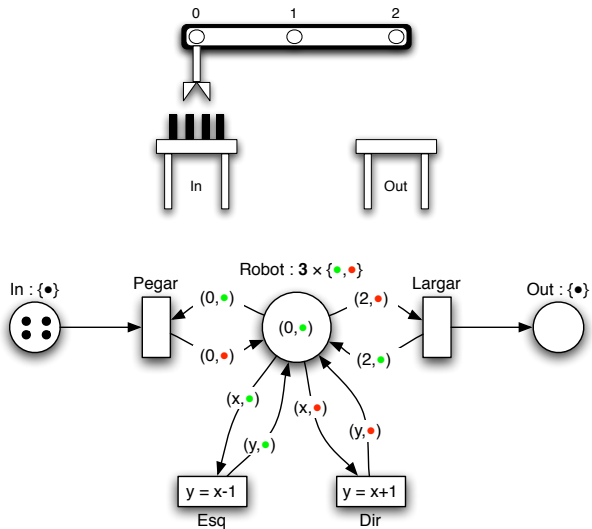 0 1 2
In Out
Robot : 3 × {●,●}
In : {●} Pegar Largar Out : {●}
(0,●) (2,●)
(0,●)
(0,●) (2,●)
(x,●) (x,●)
(y,●) (y,●)
y = x-1 y = x+1
Esq Dir